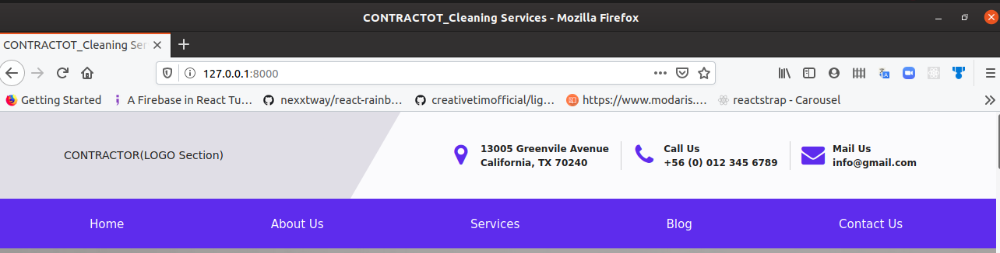 CONTRACTOT_Cleaning Services - Mozilla Firefox
CONTRACTOT_Cleaning Ser
127.0.0.1:8000
Getting Started A Firebase in React Tu… nexxtway/react-rainb… creativetimofficial/lig… https://www.modaris.… reactstrap - Carousel
CONTRACTOR(LOGO Section)
13005 Greenvile Avenue
California, TX 70240
Call Us
+56 (0) 012 345 6789
Mail Us
info@gmail.com
Home About Us Services Blog Contact Us